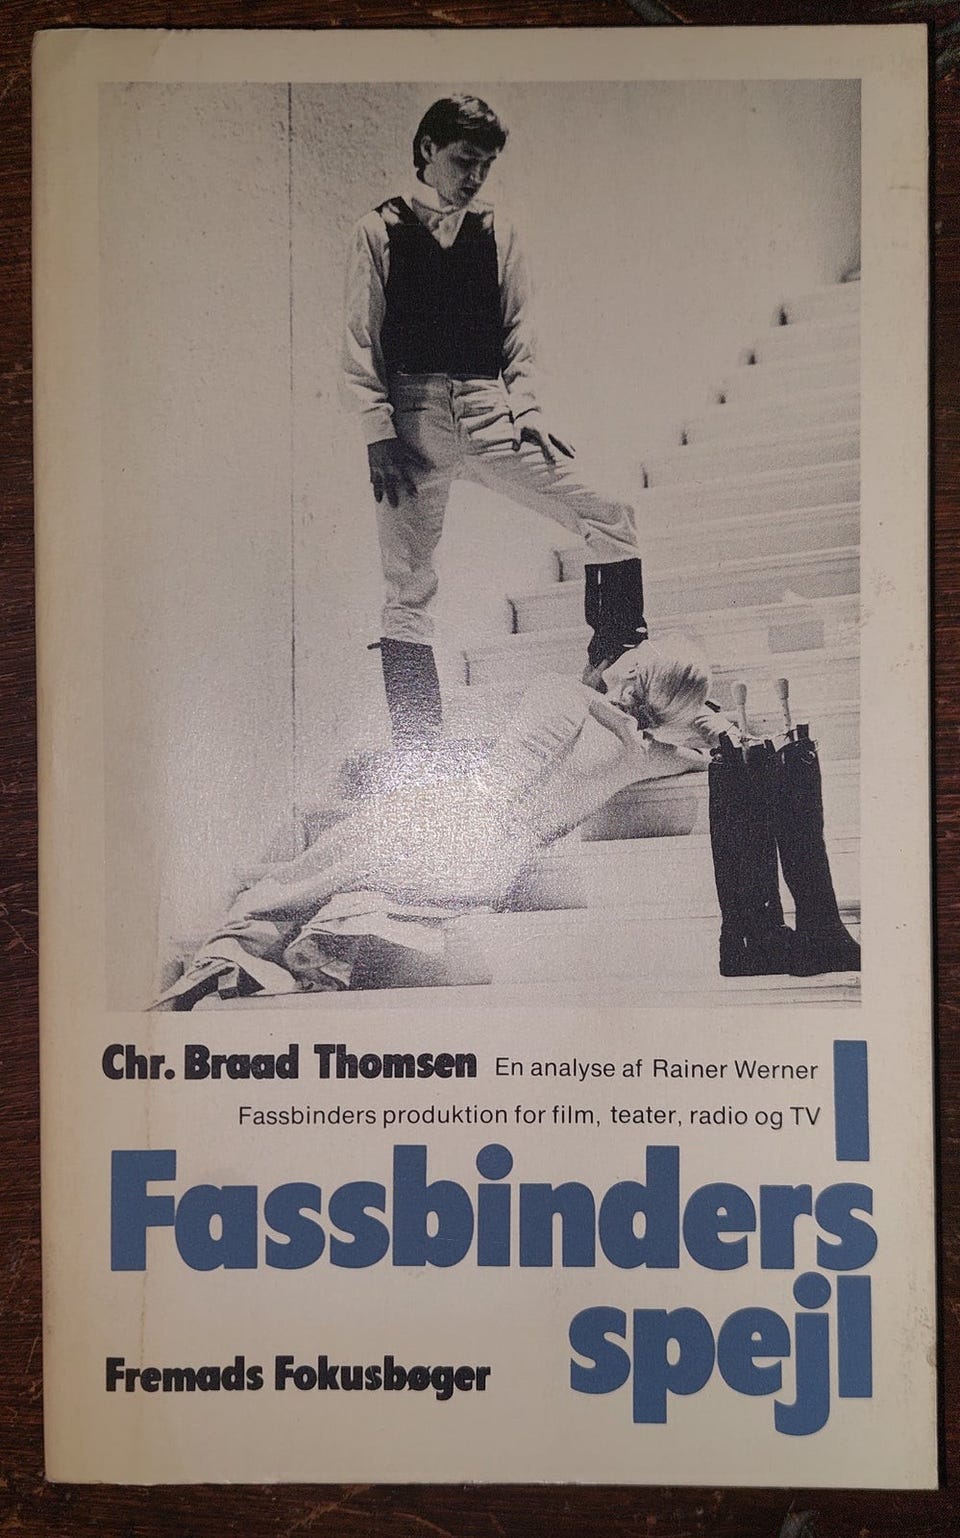 Chr. Braad Thomsen En analyse af Rainer Werner
Fassbinders produktion for film, teater, radio og TV
I
Fassbinders
spejl
Fremads Fokusbøger